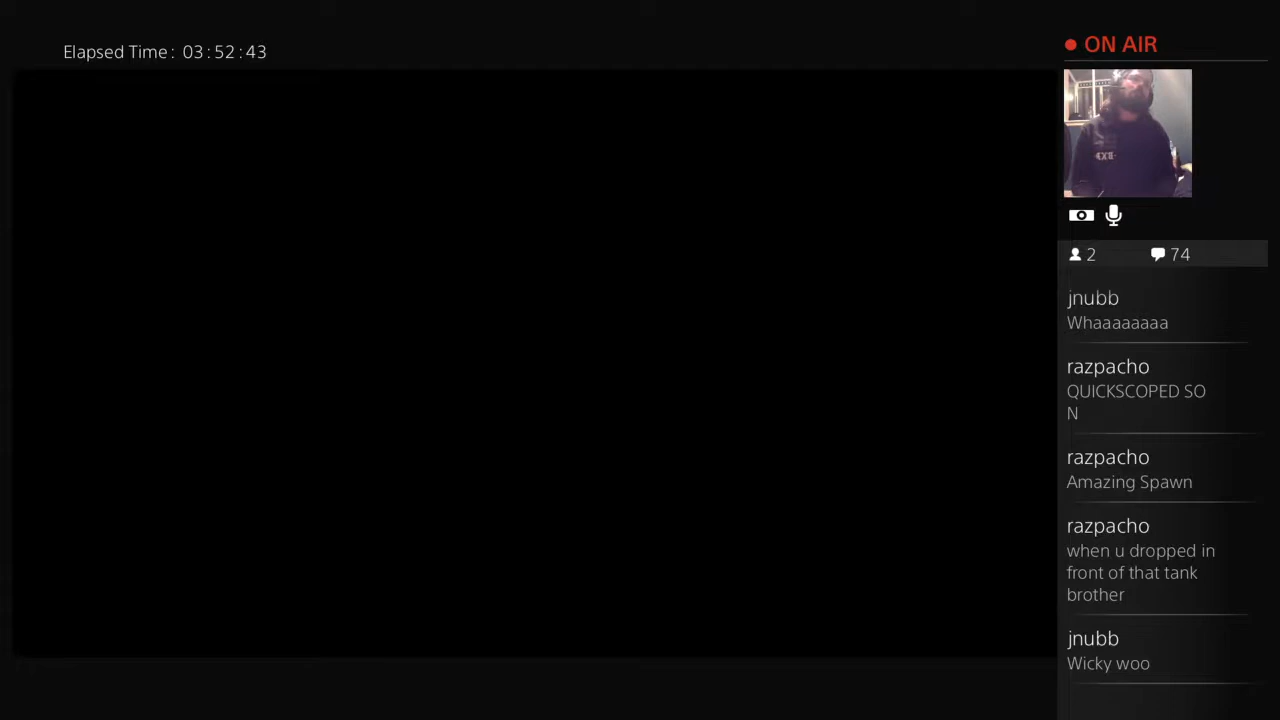 Elapsed Time: 03:52:43
ON AIR
2
74
jnubb
Whaaaaaaaa
razpacho
QUICKSCOPED SO
N
razpacho
Amazing Spawn
razpacho
when u dropped in
front of that tank
brother
jnubb
Wicky woo